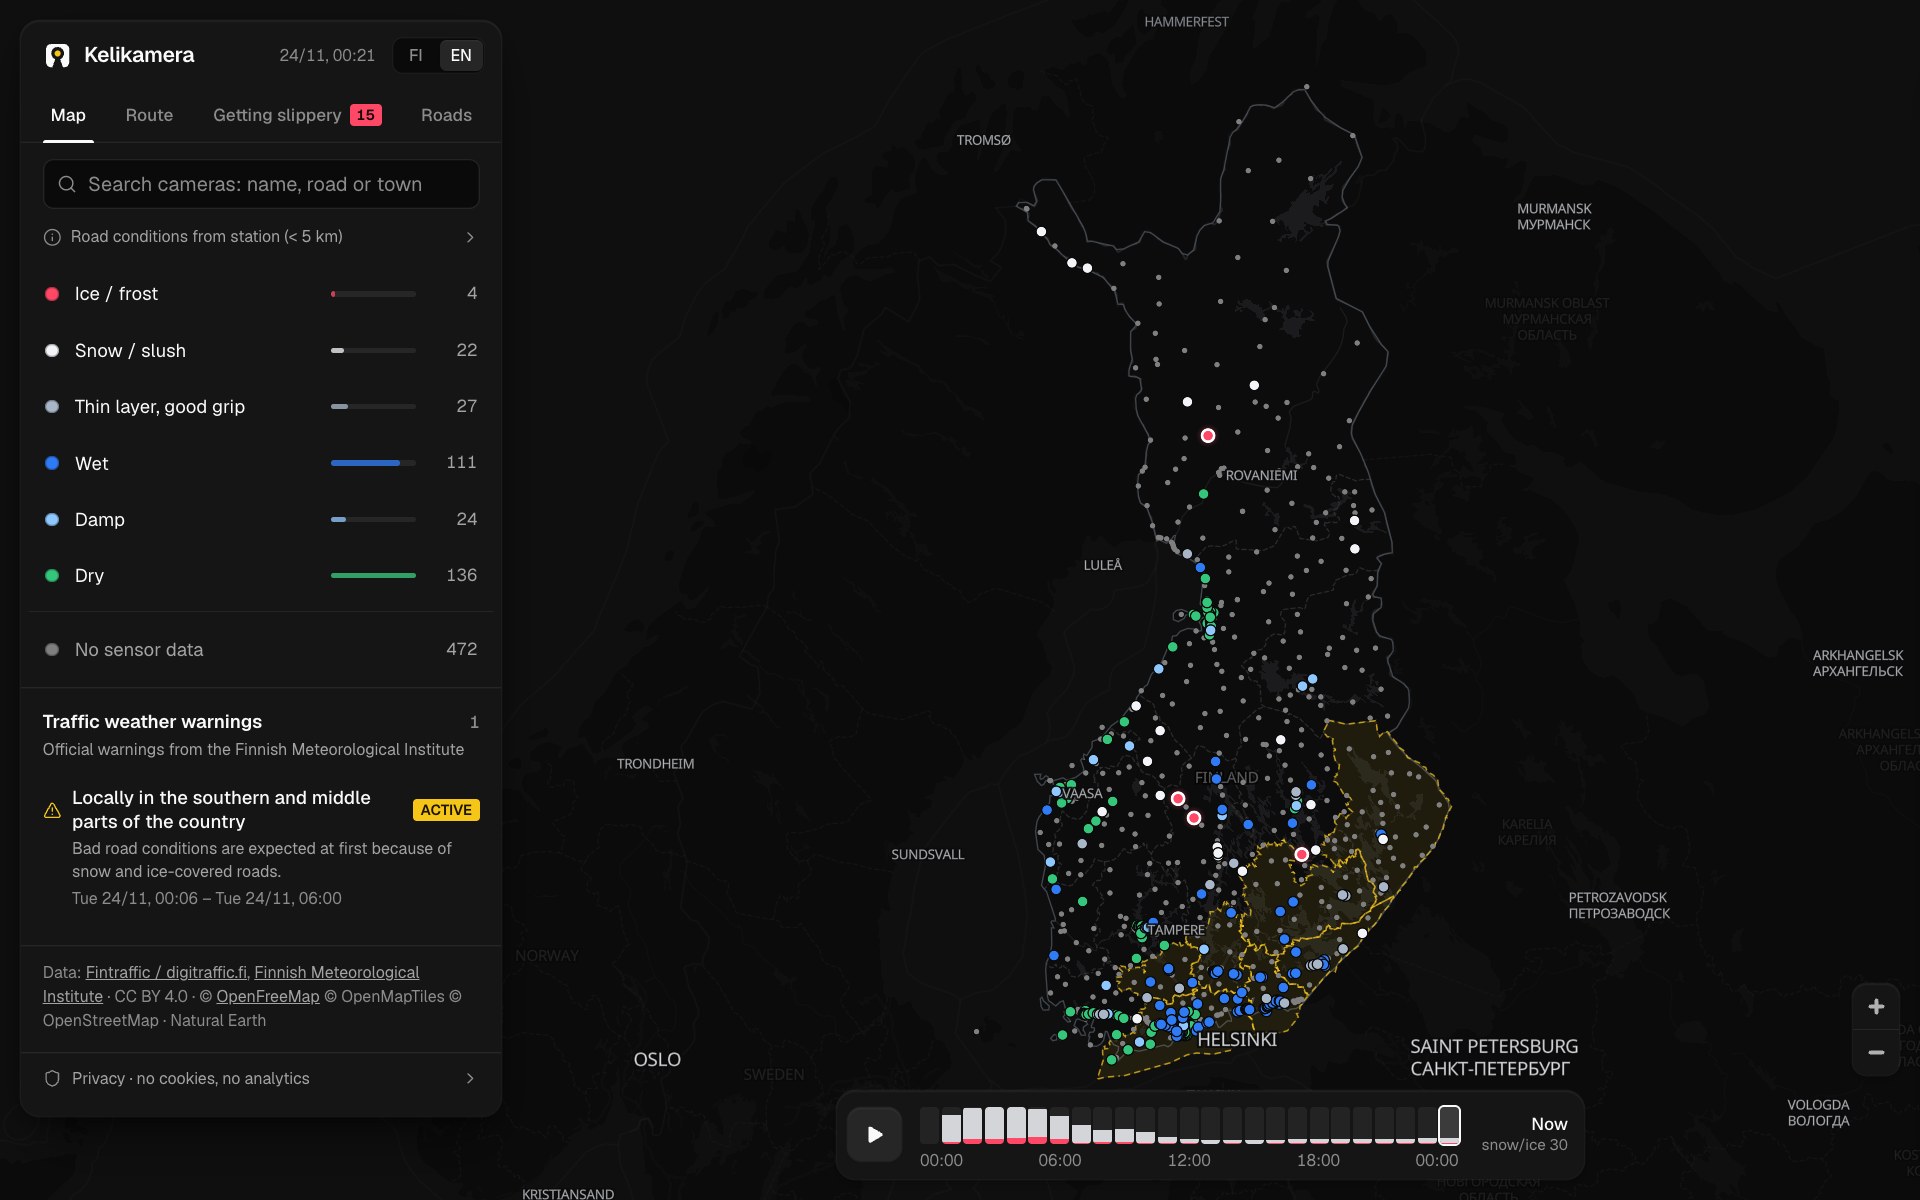 Kelikamera
24/11, 00:21
FI
EN
Map
Route
Getting slippery 15
Roads
Search cameras: name, road or town
Road conditions from station (< 5 km)
Ice / frost 4
Snow / slush 22
Thin layer, good grip 27
Wet 111
Damp 24
Dry 136
No sensor data 472
Traffic weather warnings 1
Official warnings from the Finnish Meteorological Institute
Locally in the southern and middle
parts of the country
ACTIVE
Bad road conditions are expected at first because of
snow and ice-covered roads.
Tue 24/11, 00:06 – Tue 24/11, 06:00
Data: Fintraffic / digitraffic.fi, Finnish Meteorological
Institute · CC BY 4.0 · © OpenFreeMap © OpenMapTiles ©
OpenStreetMap · Natural Earth
Privacy · no cookies, no analytics
HAMMERFEST
TROMSØ
MURMANSK
МУРМАНСК
MURMANSK OBLAST
МУРМАНСКАЯ
ОБЛАСТЬ
ROVANIEMI
LULEÅ
ARKHANGELSK
АРХАНГЕЛЬСК
TRONDHEIM
FINLAND
VAASA
KARELIA
КАРЕЛИЯ
SUNDSVALL
PETROZAVODSK
ПЕТРОЗАВОДСК
TAMPERE
NORWAY
HELSINKI
OSLO
SWEDEN
SAINT PETERSBURG
САНКТ-ПЕТЕРБУРГ
VOLOGDA
ВОЛОГДА
KRISTIANSAND
00:00
06:00
12:00
18:00
00:00
Now
snow/ice 30
+
−